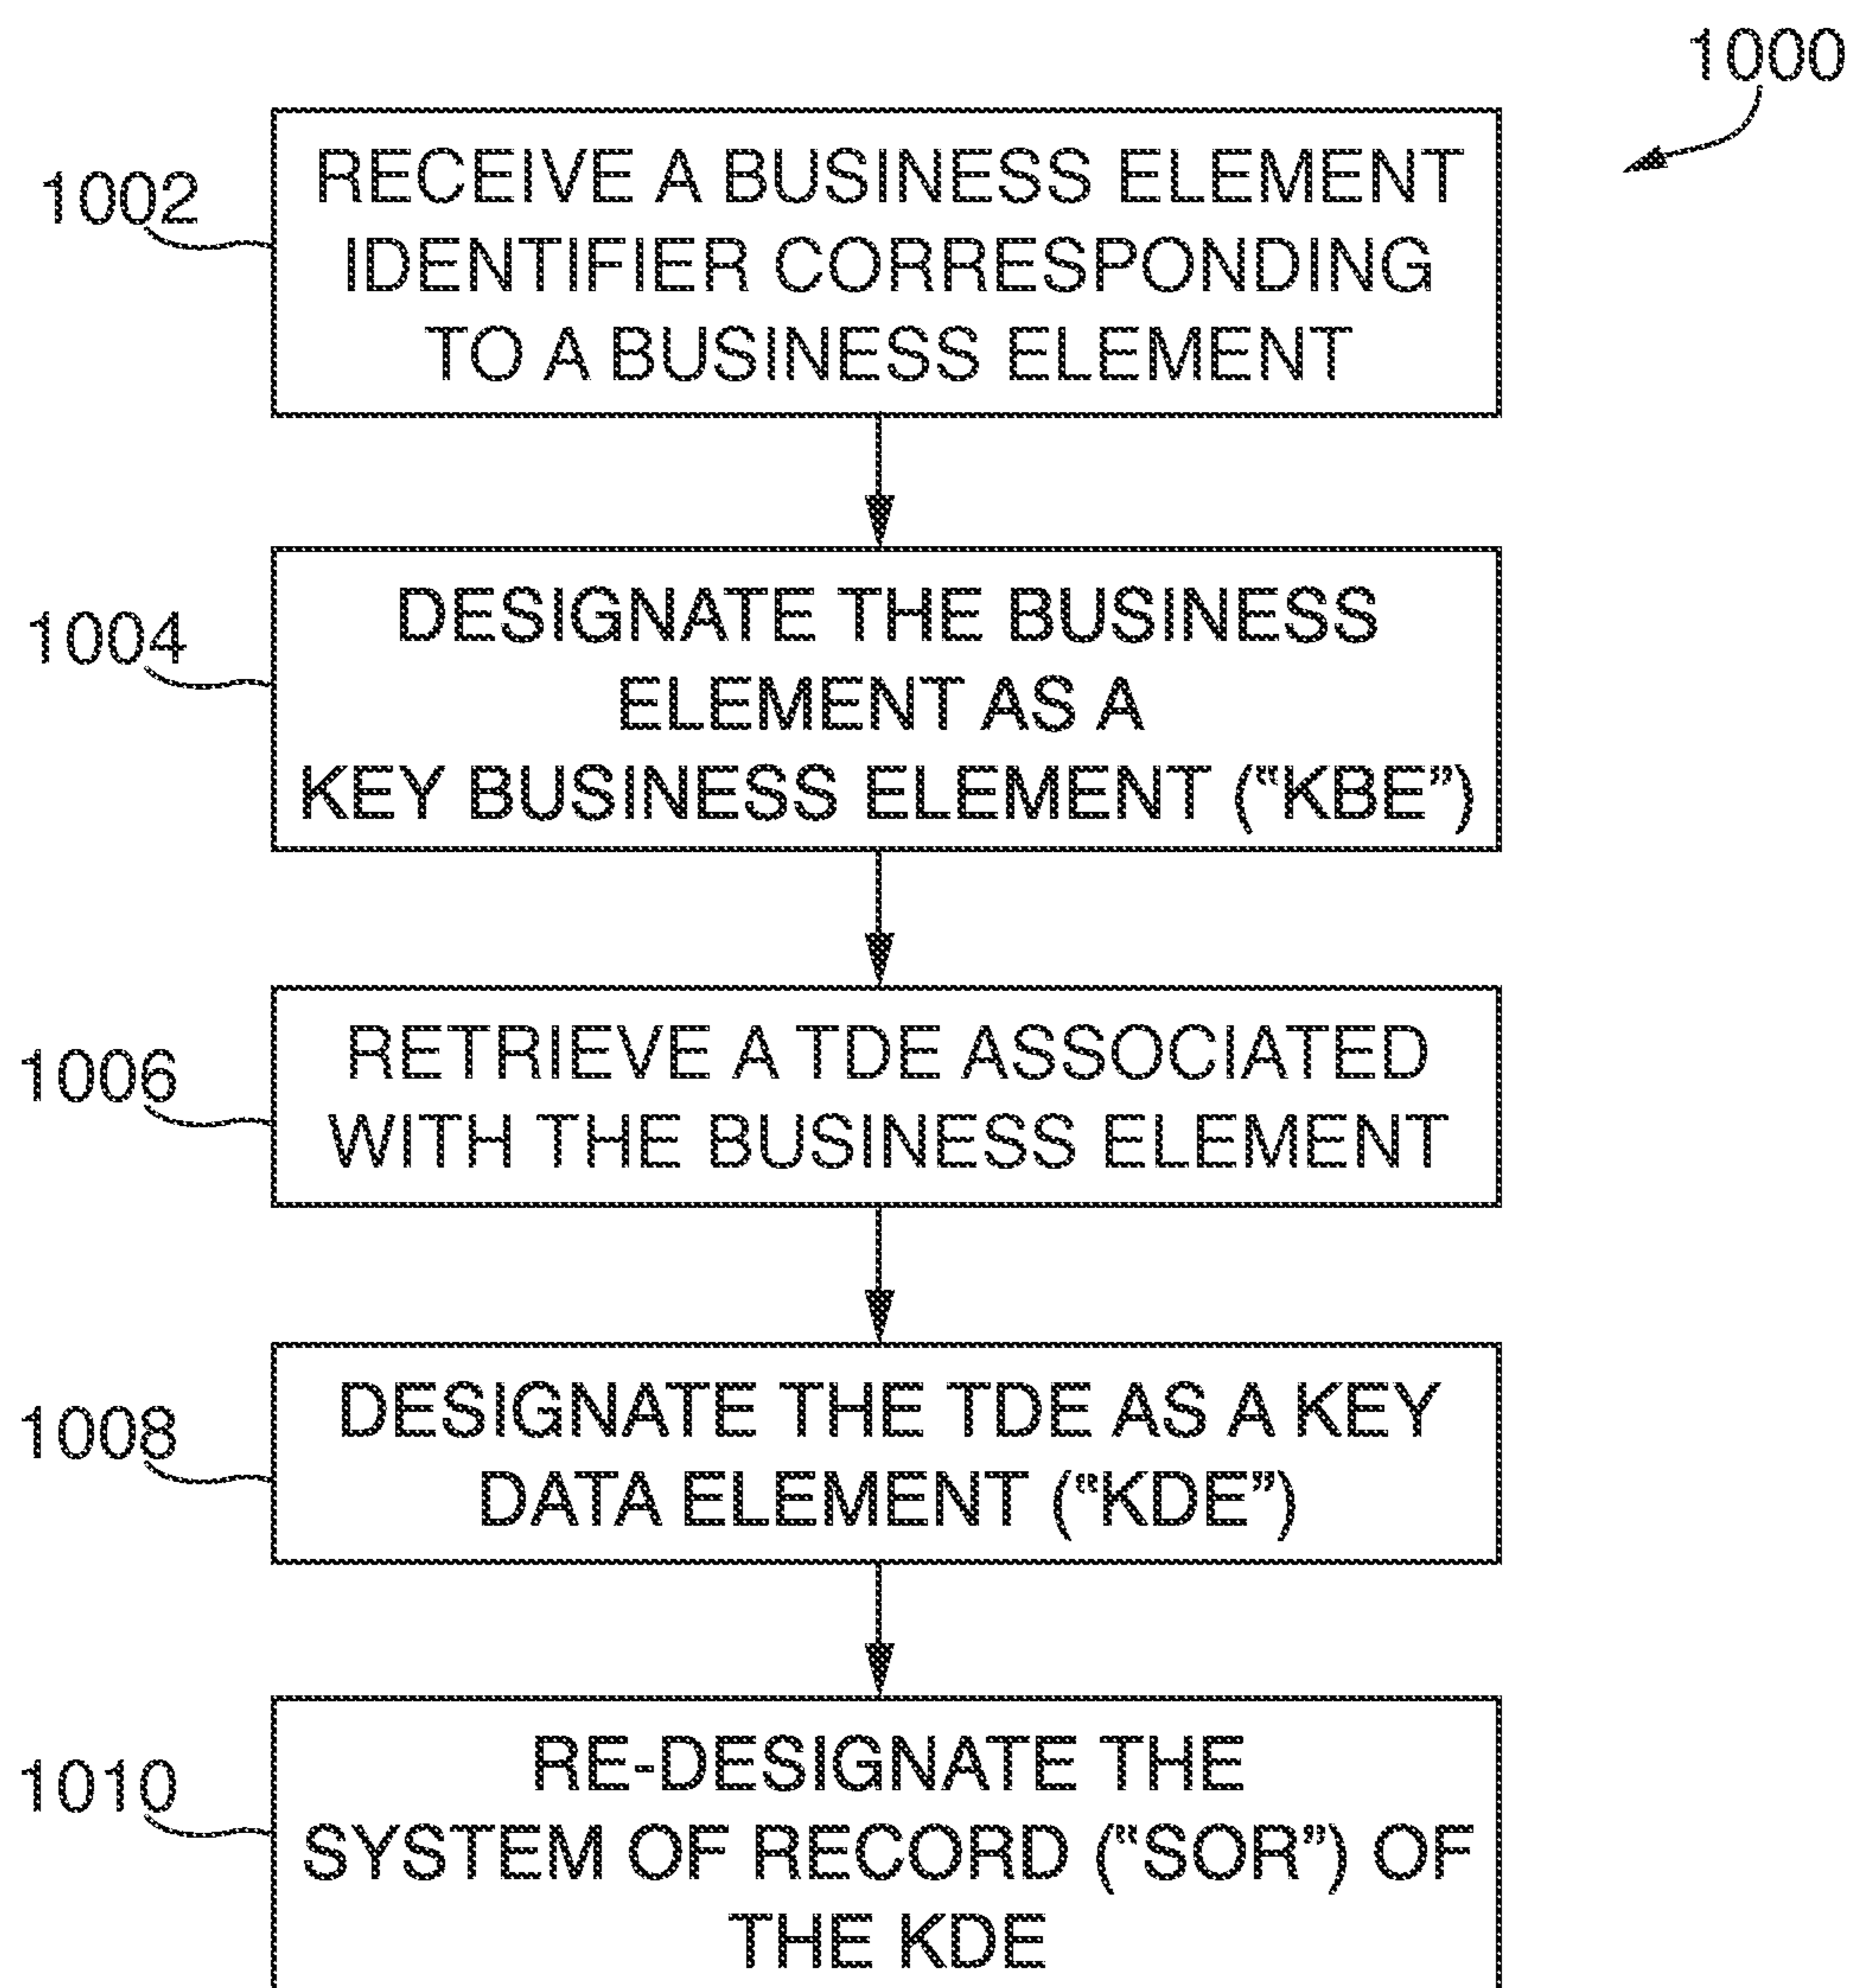 1000
1002
RECEIVE A BUSINESS ELEMENT
IDENTIFIER CORRESPONDING
TO A BUSINESS ELEMENT
1004
DESIGNATE THE BUSINESS
ELEMENT AS A
KEY BUSINESS ELEMENT (“KBE”)
1006
RETRIEVE A TDE ASSOCIATED
WITH THE BUSINESS ELEMENT
1008
DESIGNATE THE TDE AS A KEY
DATA ELEMENT (“KDE”)
1010
RE-DESIGNATE THE
SYSTEM OF RECORD (“SOR”) OF
THE KDE